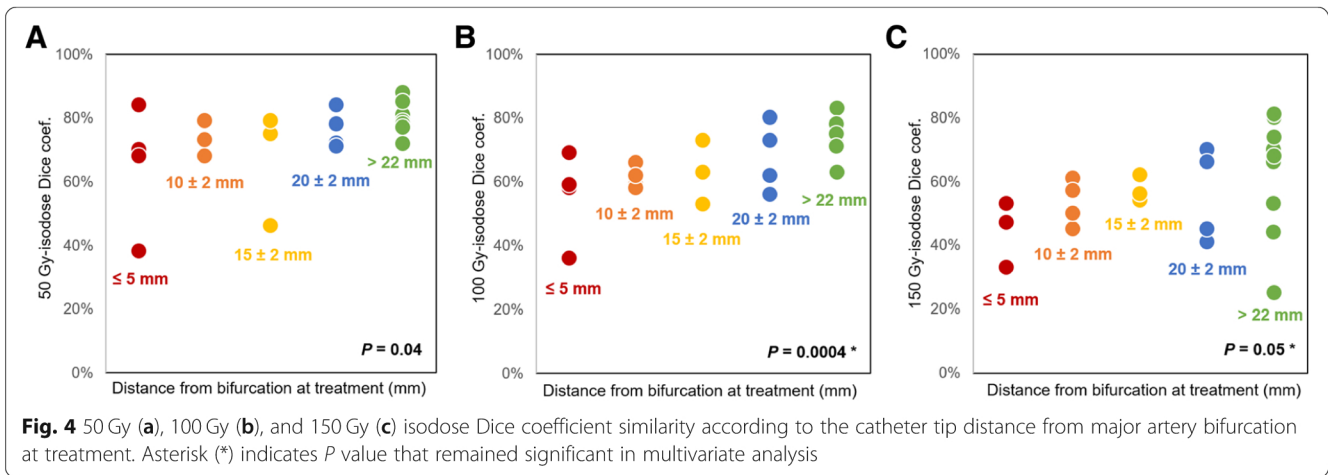 A
50 Gy-isodose Dice coef.
100%
80%
60%
40%
20%
0%
≤ 5 mm
10 ± 2 mm
15 ± 2 mm
20 ± 2 mm
> 22 mm
P = 0.04
Distance from bifurcation at treatment (mm)
B
100 Gy-isodose Dice coef.
100%
80%
60%
40%
20%
0%
≤ 5 mm
10 ± 2 mm
15 ± 2 mm
20 ± 2 mm
> 22 mm
P = 0.0004 *
Distance from bifurcation at treatment (mm)
C
150 Gy-isodose Dice coef.
100%
80%
60%
40%
20%
0%
≤ 5 mm
10 ± 2 mm
15 ± 2 mm
20 ± 2 mm
> 22 mm
P = 0.05 *
Distance from bifurcation at treatment (mm)
Fig. 4 50 Gy (a), 100 Gy (b), and 150 Gy (c) isodose Dice coefficient similarity according to the catheter tip distance from major artery bifurcation
at treatment. Asterisk (*) indicates P value that remained significant in multivariate analysis